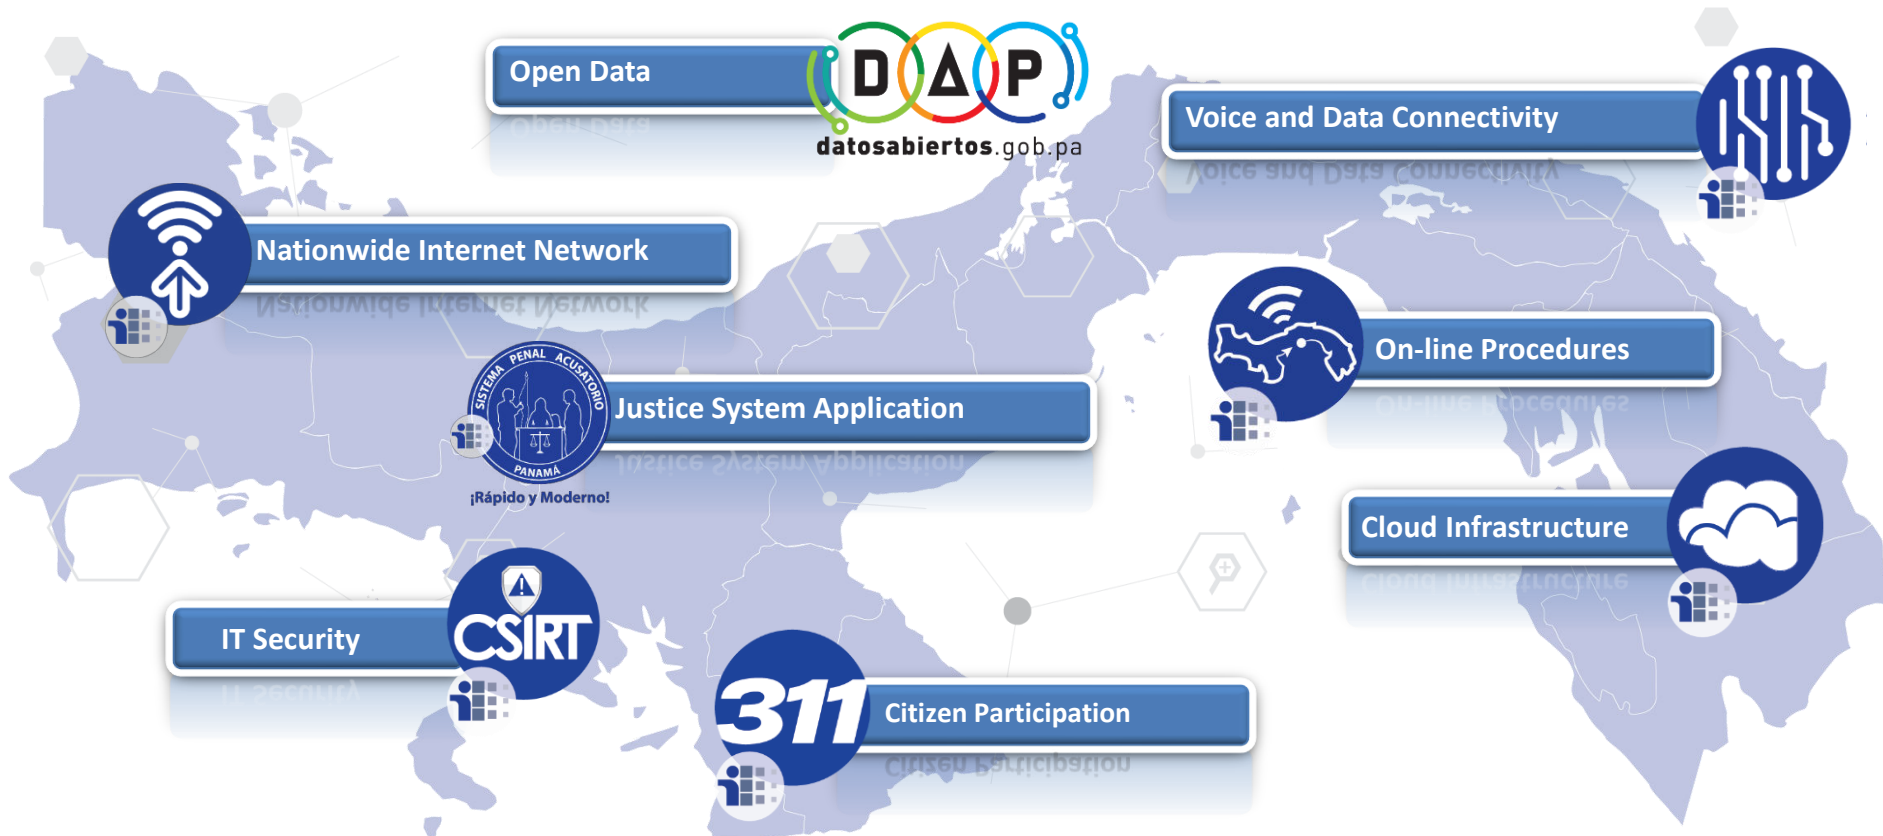 Open Data
DAP
datosabiertos.gob.pa
Voice and Data Connectivity
Nationwide Internet Network
On-line Procedures
SISTEMA PENAL ACUSATORIO
PANAMÁ
¡Rápido y Moderno!
Justice System Application
Cloud Infrastructure
IT Security
CSIRT
311
Citizen Participation